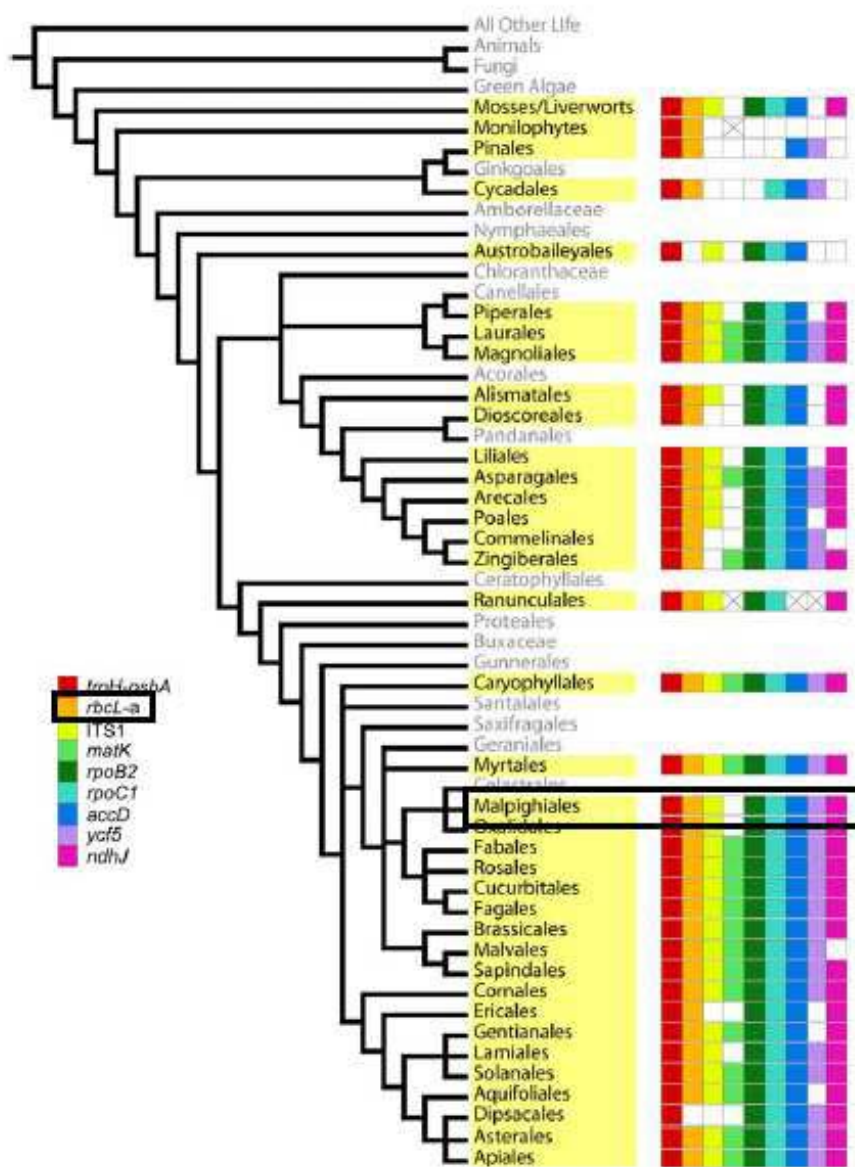 All Other Life
Animals
Fungi
Green Algae
Mosses/Liverworts
Monilophytes
Pinales
Ginkgoales
Cycadales
Amborellaceae
Nymphaeales
Austrobaileyales
Chloranthaceae
Canellales
Piperales
Laurales
Magnoliales
Acorales
Alismatales
Dioscoreales
Pandanales
Liliales
Asparagales
Arecales
Poales
Commelinales
Zingiberales
Ceratophyllales
Ranunculales
Proteales
Buxaceae
Gunnerales
Caryophyllales
Santalales
Saxifragales
Geraniales
Myrtales
Celastrales
Malpighiales
Oxalidales
Fabales
Rosales
Cucurbitales
Fagales
Brassicales
Malvales
Sapindales
Cornales
Ericales
Gentianales
Lamiales
Solanales
Aquifoliales
Dipsacales
Asterales
Apiales
trnH-psbA
rbcL-a
ITS1
matK
rpoB2
rpoC1
accD
ycf5
ndhJ